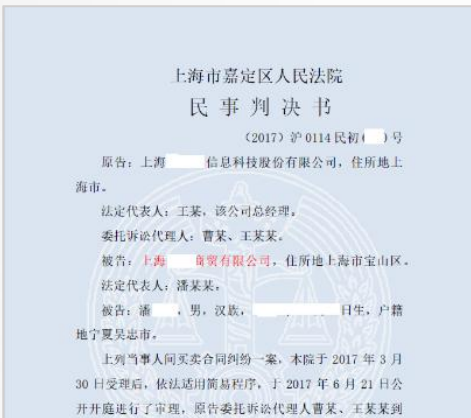 上海市嘉定区人民法院
民 事 判 决 书
（2017）沪 0114 民初（ ）号
原告：上海 信息科技股份有限公司，住所地上
海市。
法定代表人：王某，该公司总经理。
委托诉讼代理人：曹某、王某某。
被告：上海 商贸有限公司，住所地上海市宝山区。
法定代表人：潘某某，
被告：潘 ，男，汉族， 日生，户籍
地宁夏吴忠市。
上列当事人间买卖合同纠纷一案，本院于 2017 年 3 月
30 日受理后，依法适用简易程序，于 2017 年 6 月 21 日公
开开庭进行了审理，原告委托诉讼代理人曹某、王某某到